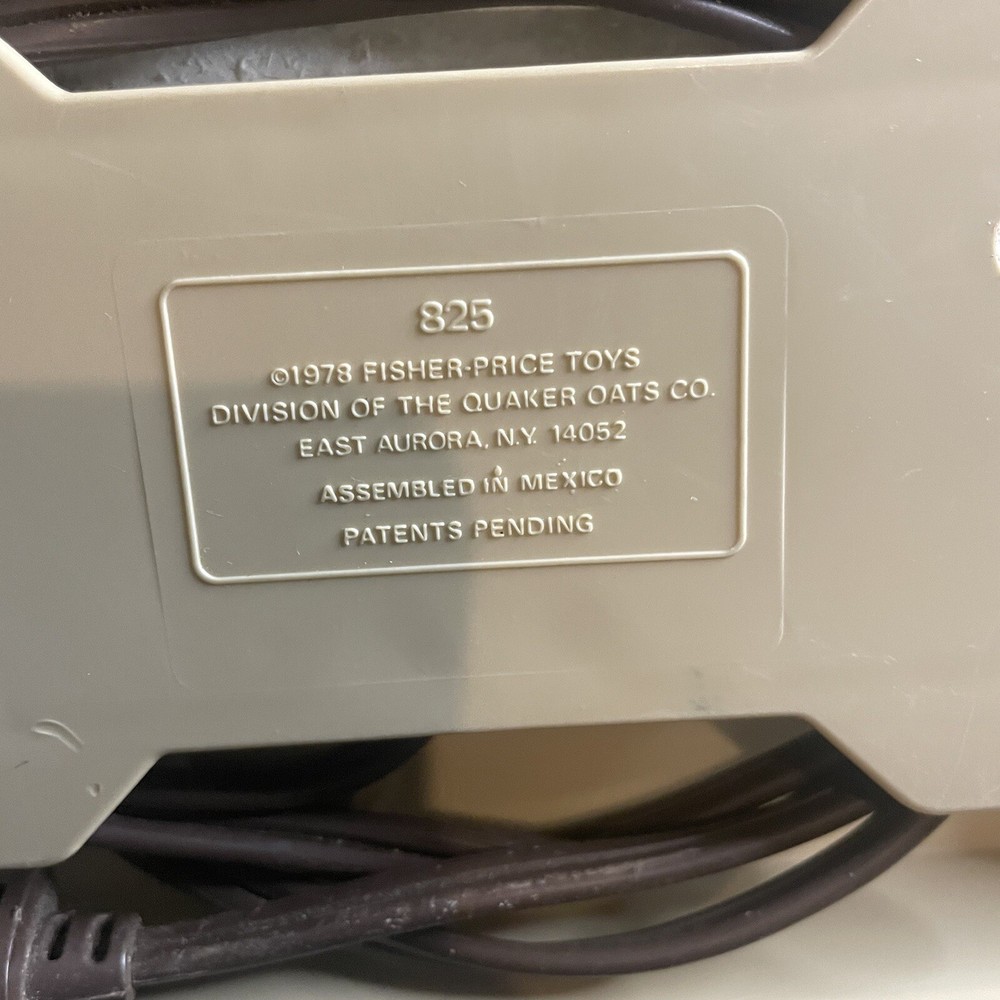 825
©1978 FISHER-PRICE TOYS
DIVISION OF THE QUAKER OATS CO.
EAST AURORA, N.Y. 14052
ASSEMBLED IN MEXICO
PATENTS PENDING